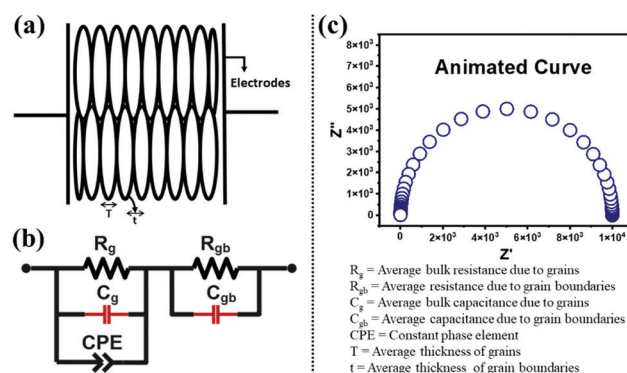 (a)
Electrodes
T
t
(b)
Rg
Rgb
Cg
Cgb
CPE
(c)
Animated Curve
Z''
8×10³
7×10³
6×10³
5×10³
4×10³
3×10³
2×10³
1×10³
0
0
2×10³
4×10³
6×10³
8×10³
1×10⁴
Z'
Rg = Average bulk resistance due to grains
Rgb = Average resistance due to grain boundaries
Cg = Average bulk capacitance due to grains
Cgb = Average capacitance due to grain boundaries
CPE = Constant phase element
T = Average thickness of grains
t = Average thickness of grain boundaries